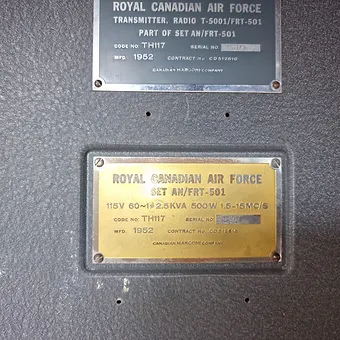 ROYAL CANADIAN AIR FORCE
TRANSMITTER, RADIO T-5001/FRT-501
PART OF SET AN/FRT-501
CODE NO. TH117 SERIAL NO.
MFD. 1952 CONTRACT NO.
CANADIAN MARCONI COMPANY
ROYAL CANADIAN AIR FORCE
SET AN/FRT-501
115V 60~1φ 2.5KVA 500W 1.5-15MC/S
CODE NO. TH117 SERIAL NO.
MFD. 1952 CONTRACT NO.
CANADIAN MARCONI COMPANY